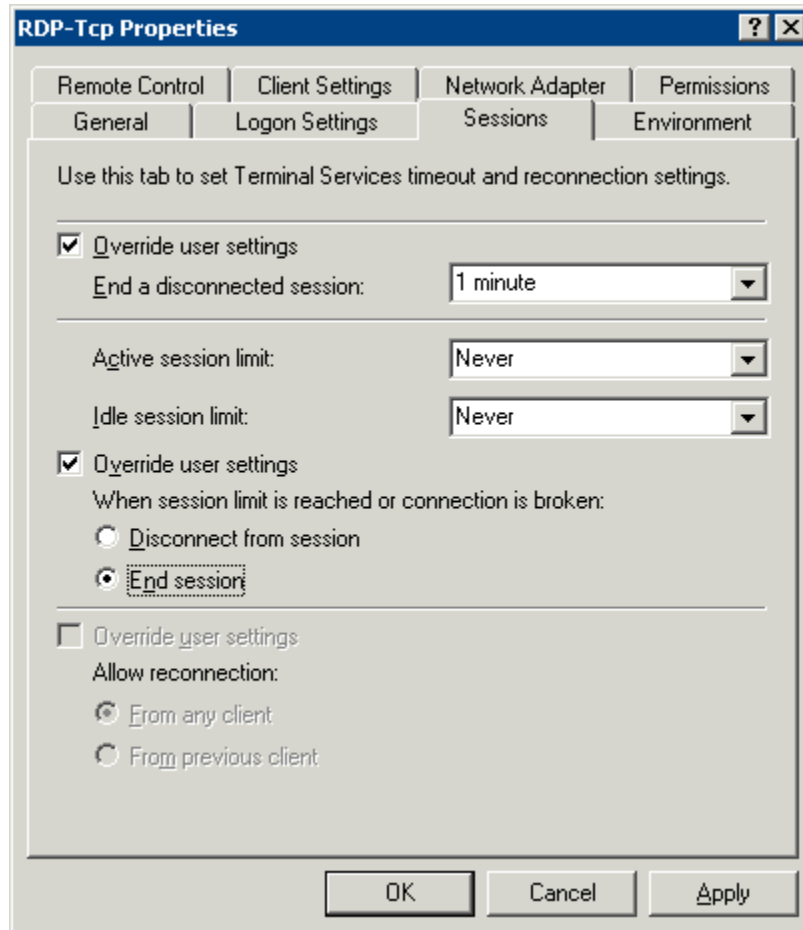 RDP-Tcp Properties
Remote Control Client Settings Network Adapter Permissions
General Logon Settings Sessions Environment
Use this tab to set Terminal Services timeout and reconnection settings.
Override user settings
End a disconnected session: 1 minute
Active session limit: Never
Idle session limit: Never
Override user settings
When session limit is reached or connection is broken:
Disconnect from session
End session
Override user settings
Allow reconnection:
From any client
From previous client
OK Cancel Apply